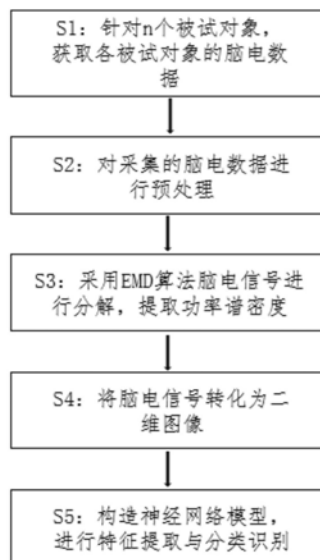 S1：针对n个被试对象，
获取各被试对象的脑电数
据
S2：对采集的脑电数据进
行预处理
S3：采用EMD算法脑电信号进
行分解，提取功率谱密度
S4：将脑电信号转化为二
维图像
S5：构造神经网络模型，
进行特征提取与分类识别